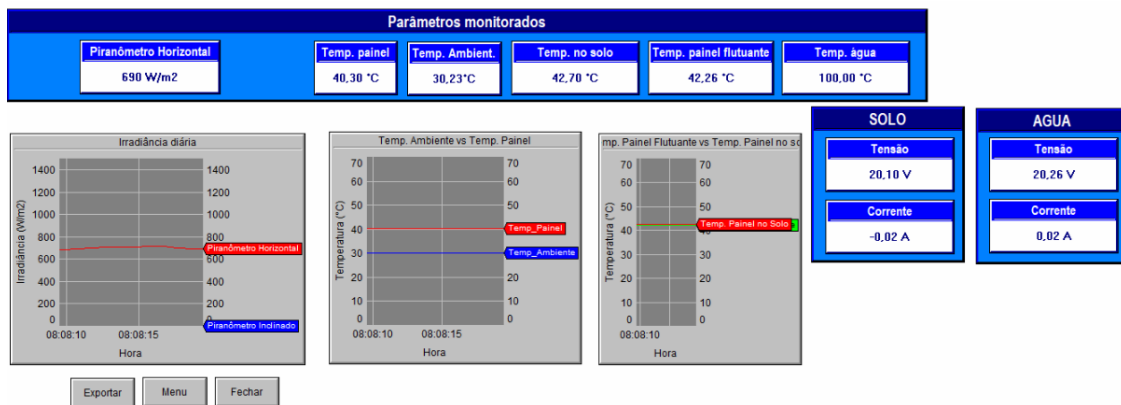 Parâmetros monitorados
Piranômetro Horizontal
690 W/m2
Temp. painel
40,30 °C
Temp. Ambient.
30,23°C
Temp. no solo
42,70 °C
Temp. painel flutuante
42,26 °C
Temp. água
100,00 °C
SOLO
Tensão
20,10 V
Corrente
-0,02 A
AGUA
Tensão
20,26 V
Corrente
0,02 A
Irradiância diária
Irradiância (W/m2)
1400
1200
1000
800
600
400
200
0
1400
1200
1000
800
600
400
200
0
Piranômetro Horizontal
Piranômetro Inclinado
08:08:10
08:08:15
Hora
Temp. Ambiente vs Temp. Painel
Temperatura (°C)
70
60
50
40
30
20
10
0
70
60
50
20
10
0
Temp_Painel
Temp_Ambiente
08:08:10
08:08:15
Hora
mp. Painel Flutuante vs Temp. Painel no so
Temperatura (°C)
70
60
50
40
30
20
10
0
70
60
50
40
30
20
10
0
Temp. Painel no Solo
08:08:10
Hora
Exportar
Menu
Fechar